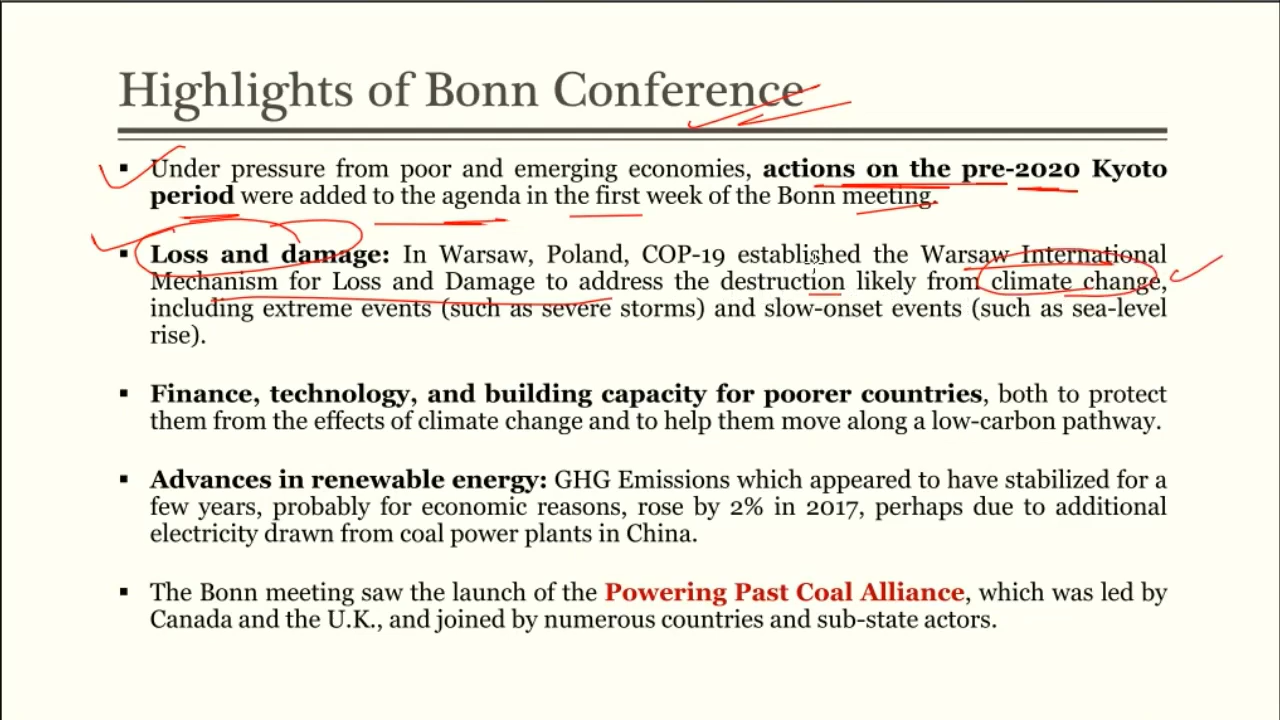 Highlights of Bonn Conference
▪ Under pressure from poor and emerging economies, actions on the pre-2020 Kyoto
period were added to the agenda in the first week of the Bonn meeting.
▪ Loss and damage: In Warsaw, Poland, COP-19 established the Warsaw International
Mechanism for Loss and Damage to address the destruction likely from climate change,
including extreme events (such as severe storms) and slow-onset events (such as sea-level
rise).
▪ Finance, technology, and building capacity for poorer countries, both to protect
them from the effects of climate change and to help them move along a low-carbon pathway.
▪ Advances in renewable energy: GHG Emissions which appeared to have stabilized for a
few years, probably for economic reasons, rose by 2% in 2017, perhaps due to additional
electricity drawn from coal power plants in China.
▪ The Bonn meeting saw the launch of the Powering Past Coal Alliance, which was led by
Canada and the U.K., and joined by numerous countries and sub-state actors.